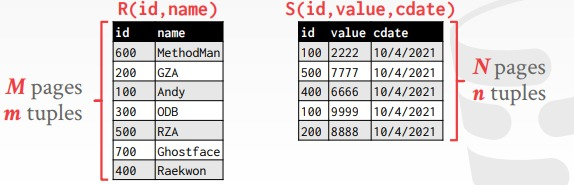 R(id,name)
id name
600 MethodMan
200 GZA
100 Andy
300 ODB
500 RZA
700 Ghostface
400 Raekwon
M pages
m tuples
S(id,value,cdate)
id value cdate
100 2222 10/4/2021
500 7777 10/4/2021
400 6666 10/4/2021
100 9999 10/4/2021
200 8888 10/4/2021
N pages
n tuples